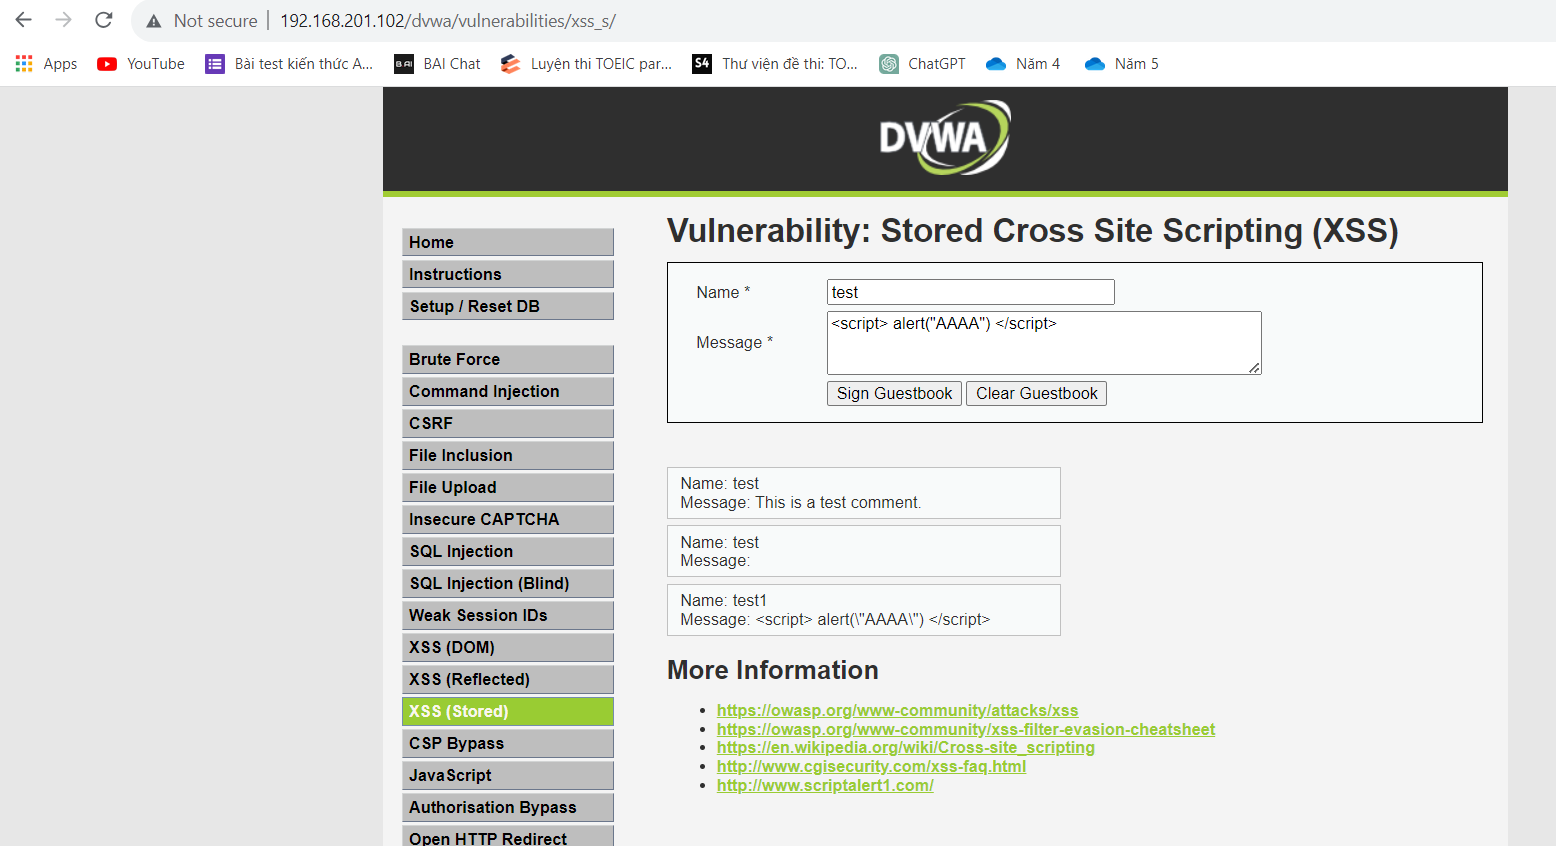 Not secure | 192.168.201.102/dvwa/vulnerabilities/xss_s/
Apps YouTube Bài test kiến thức A... BAI Chat Luyện thi TOEIC par... S4 Thư viện đề thi: TO... ChatGPT Năm 4 Năm 5
DVWA
Vulnerability: Stored Cross Site Scripting (XSS)
Home
Instructions
Setup / Reset DB
Brute Force
Command Injection
CSRF
File Inclusion
File Upload
Insecure CAPTCHA
SQL Injection
SQL Injection (Blind)
Weak Session IDs
XSS (DOM)
XSS (Reflected)
XSS (Stored)
CSP Bypass
JavaScript
Authorisation Bypass
Open HTTP Redirect
Name * test
Message * <script> alert("AAAA") </script>
Sign Guestbook Clear Guestbook
Name: test
Message: This is a test comment.
Name: test
Message:
Name: test1
Message: <script> alert(\"AAAA\") </script>
More Information
• https://owasp.org/www-community/attacks/xss
• https://owasp.org/www-community/xss-filter-evasion-cheatsheet
• https://en.wikipedia.org/wiki/Cross-site_scripting
• http://www.cgisecurity.com/xss-faq.html
• http://www.scriptalert1.com/